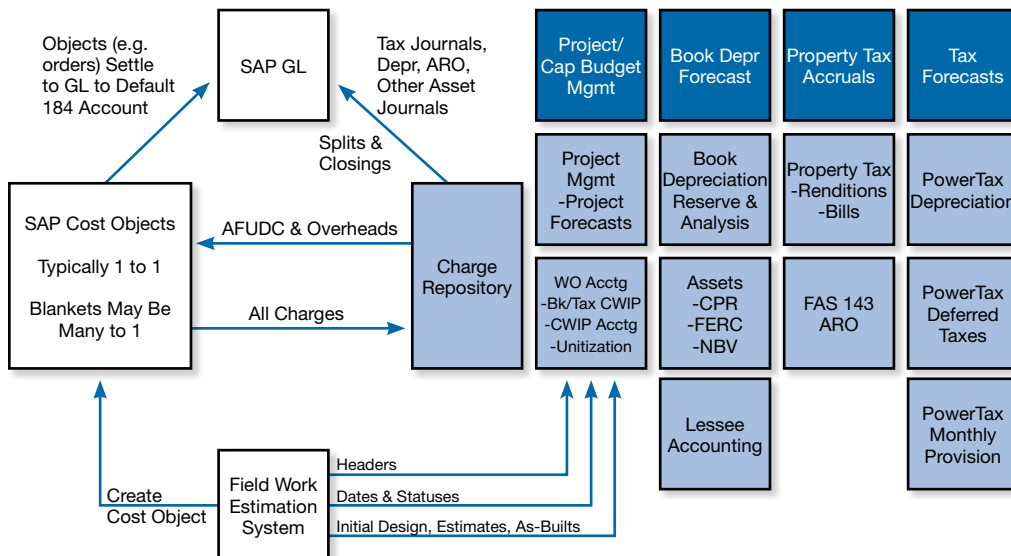 Objects (e.g.
orders) Settle
to GL to Default
184 Account
SAP GL
Tax Journals,
Depr, ARO,
Other Asset
Journals
Splits &
Closings
SAP Cost Objects
Typically 1 to 1
Blankets May Be
Many to 1
AFUDC & Overheads
All Charges
Charge
Repository
Create
Cost Object
Field Work
Estimation
System
Headers
Dates & Statuses
Initial Design, Estimates, As-Builts
Project/
Cap Budget
Mgmt
Book Depr
Forecast
Property Tax
Accruals
Tax
Forecasts
Project
Mgmt
-Project
Forecasts
Book
Depreciation
Reserve &
Analysis
Property Tax
-Renditions
-Bills
PowerTax
Depreciation
WO Acctg
-Bk/Tax CWIP
-CWIP Acctg
-Unitization
Assets
-CPR
-FERC
-NBV
FAS 143
ARO
PowerTax
Deferred
Taxes
Lessee
Accounting
PowerTax
Monthly
Provision